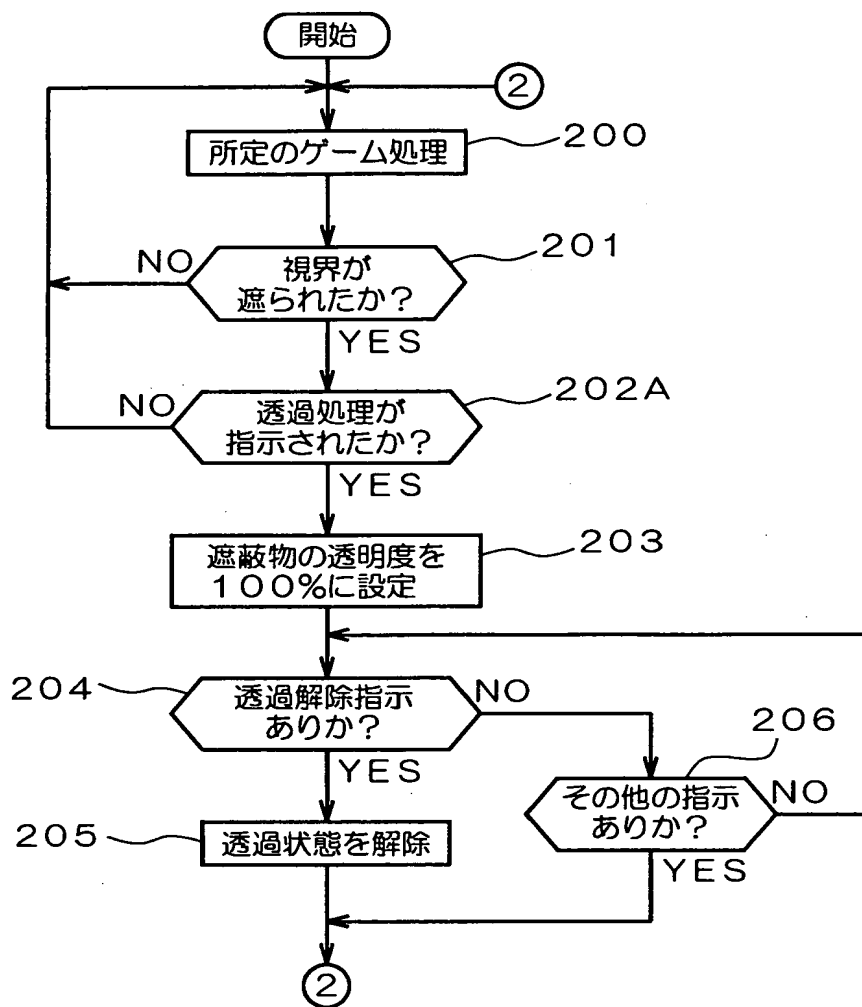 開始
②
所定のゲーム処理
200
視界が
遮られたか？
201
NO
YES
透過処理が
指示されたか？
202A
NO
YES
遮蔽物の透明度を
100%に設定
203
204
透過解除指示
ありか？
NO
YES
206
その他の指示
ありか？
NO
YES
205
透過状態を解除
②